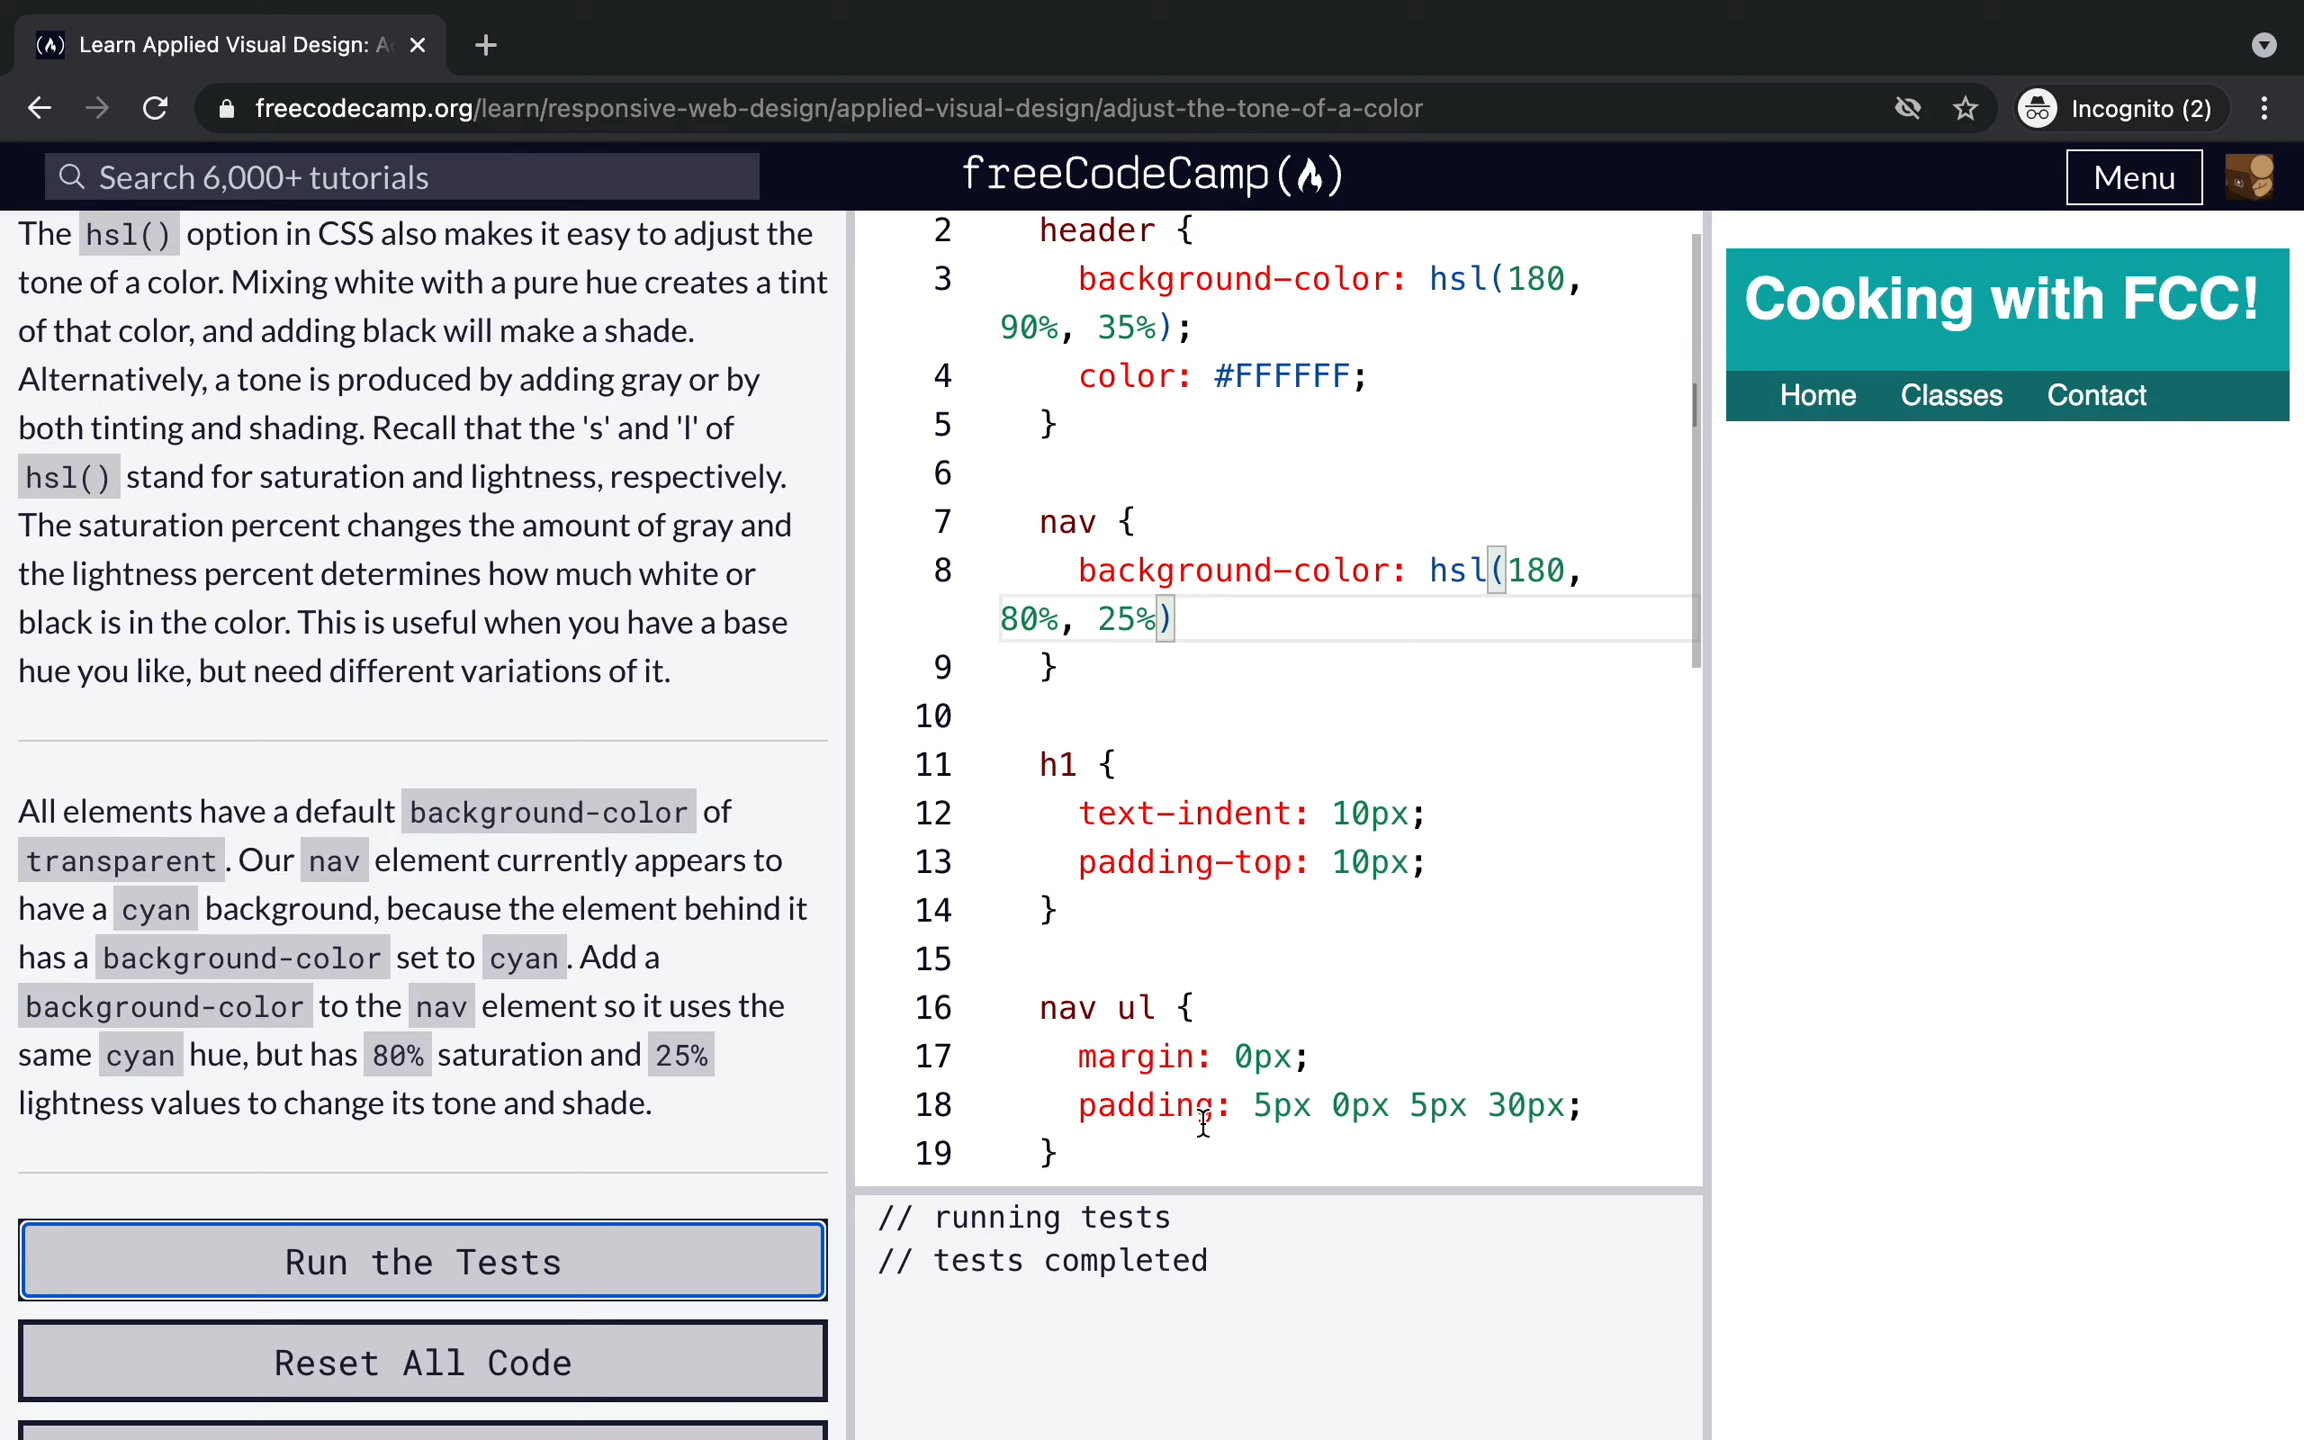 Learn Applied Visual Design: A
freecodecamp.org/learn/responsive-web-design/applied-visual-design/adjust-the-tone-of-a-color
Incognito (2)
Search 6,000+ tutorials
freeCodeCamp
Menu
The hsl() option in CSS also makes it easy to adjust the
tone of a color. Mixing white with a pure hue creates a tint
of that color, and adding black will make a shade.
Alternatively, a tone is produced by adding gray or by
both tinting and shading. Recall that the 's' and 'l' of
hsl() stand for saturation and lightness, respectively.
The saturation percent changes the amount of gray and
the lightness percent determines how much white or
black is in the color. This is useful when you have a base
hue you like, but need different variations of it.
All elements have a default background-color of
transparent. Our nav element currently appears to
have a cyan background, because the element behind it
has a background-color set to cyan. Add a
background-color to the nav element so it uses the
same cyan hue, but has 80% saturation and 25%
lightness values to change its tone and shade.
Run the Tests
Reset All Code
2 header {
3 background-color: hsl(180,
90%, 35%);
4 color: #FFFFFF;
5 }
6
7 nav {
8 background-color: hsl(180,
80%, 25%)
9 }
10
11 h1 {
12 text-indent: 10px;
13 padding-top: 10px;
14 }
15
16 nav ul {
17 margin: 0px;
18 padding: 5px 0px 5px 30px;
19 }
// running tests
// tests completed
Cooking with FCC!
Home Classes Contact